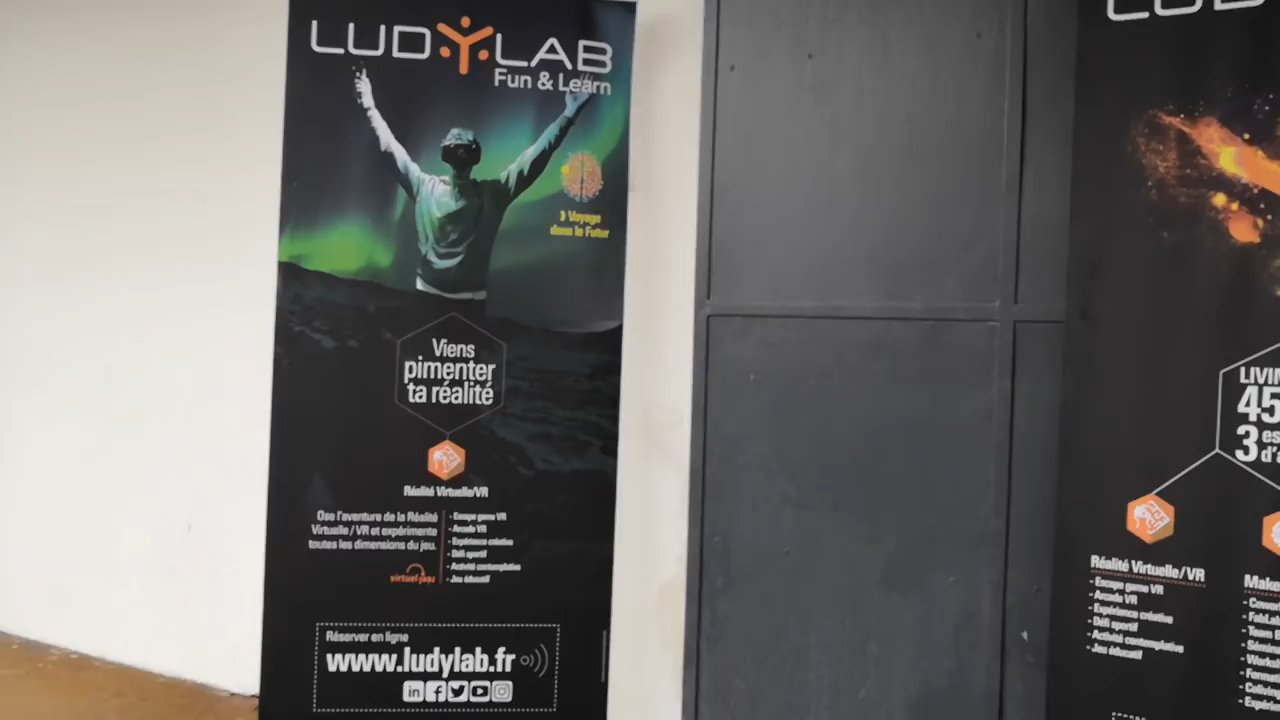 LUDYLAB
Fun & Learn
Voyage
dans le Futur
Viens
pimenter
ta réalité
Réalité Virtuelle/VR
Ose l'aventure de la Réalité
Virtuelle / VR et expérimente
toutes les dimensions du jeu.
- Escape game VR
- Arcade VR
- Expérience créative
- Défi sportif
- Activité contemplative
- Jeu éducatif
Réserver en ligne
www.ludylab.fr
45
3
Réalité Virtuelle/VR
- Escape game VR
- Arcade VR
- Expérience créative
- Défi sportif
- Activité contemplative
- Jeu éducatif
Make